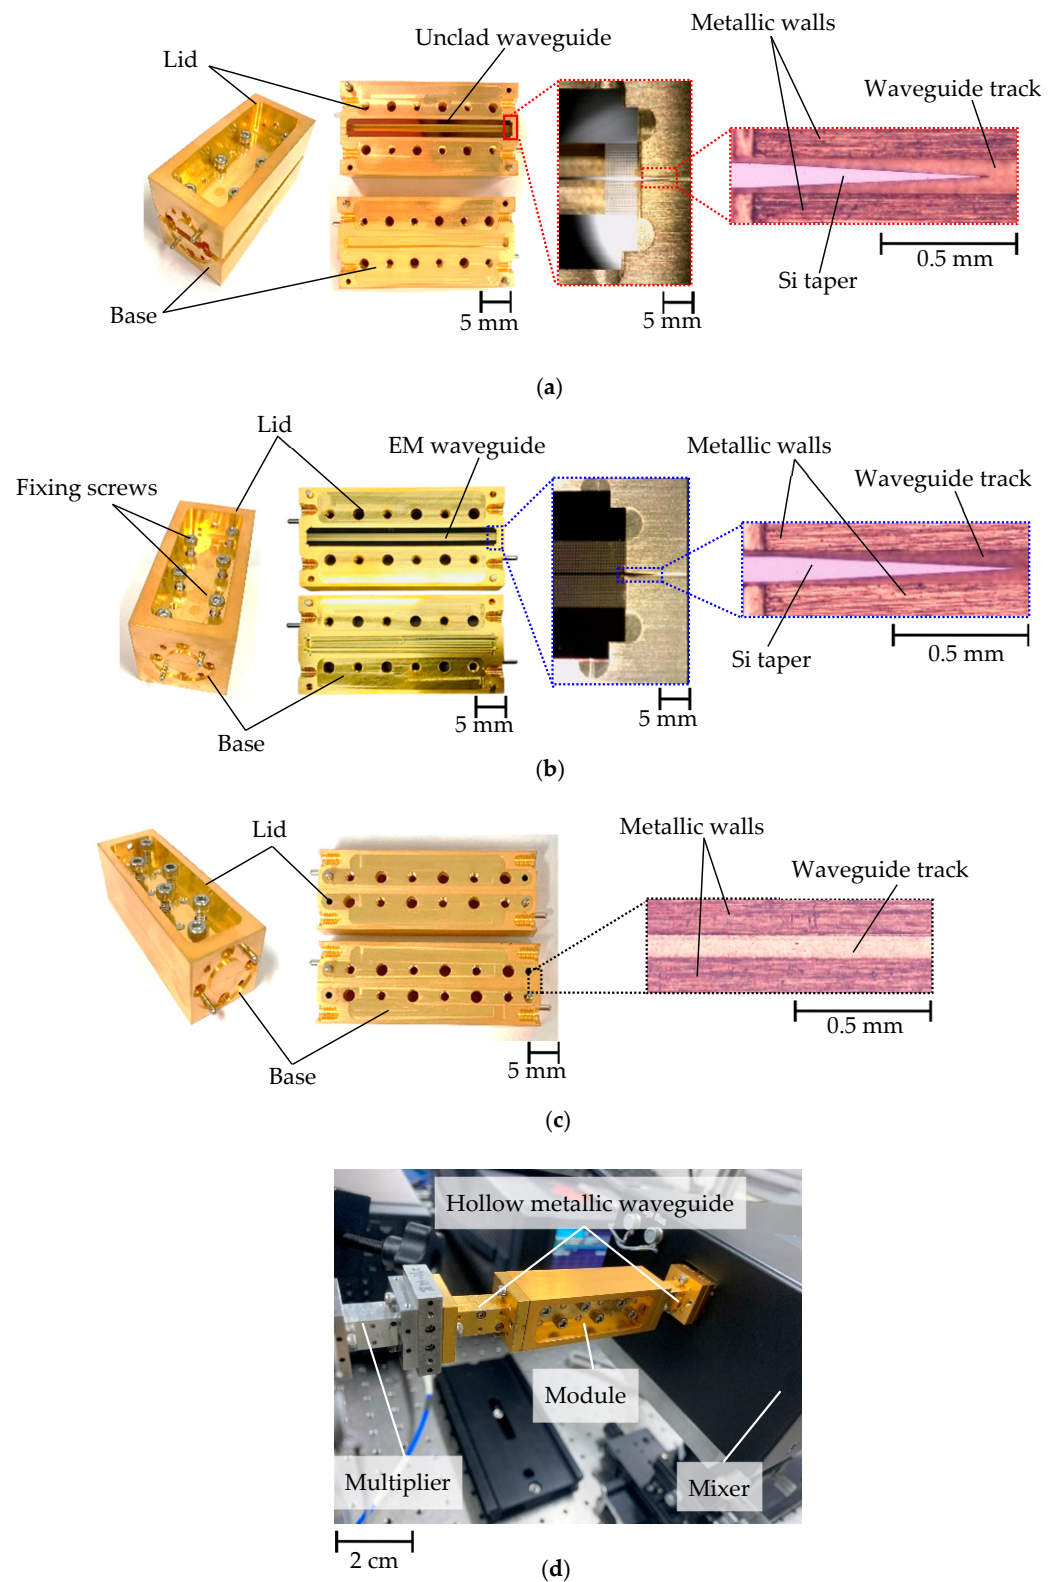 Metallic walls
Unclad waveguide
Lid
Waveguide track
0.5 mm
Si taper
Base
5 mm
5 mm
(a)
Lid
EM waveguide
Metallic walls
Fixing screws
Waveguide track
Si taper
0.5 mm
Base
5 mm
5 mm
(b)
Lid
Metallic walls
Waveguide track
0.5 mm
Base
5 mm
(c)
Hollow metallic waveguide
Module
Multiplier
Mixer
2 cm
(d)